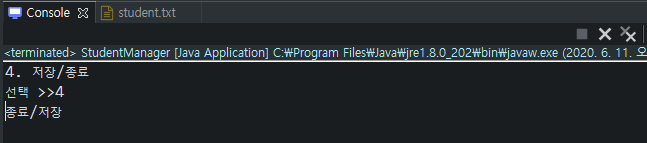 Console student.txt
<terminated> StudentManager [Java Application] C:₩Program Files₩Java₩jre1.8.0_202₩bin₩javaw.exe (2020. 6. 11. 오
4. 저장/종료
선택 >>4
종료/저장